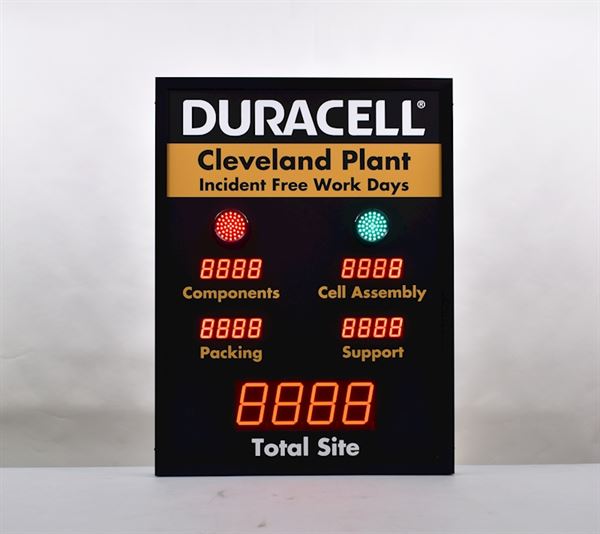 DURACELL®
Cleveland Plant
Incident Free Work Days
8888 8888
Components Cell Assembly
8888 8888
Packing Support
8888
Total Site